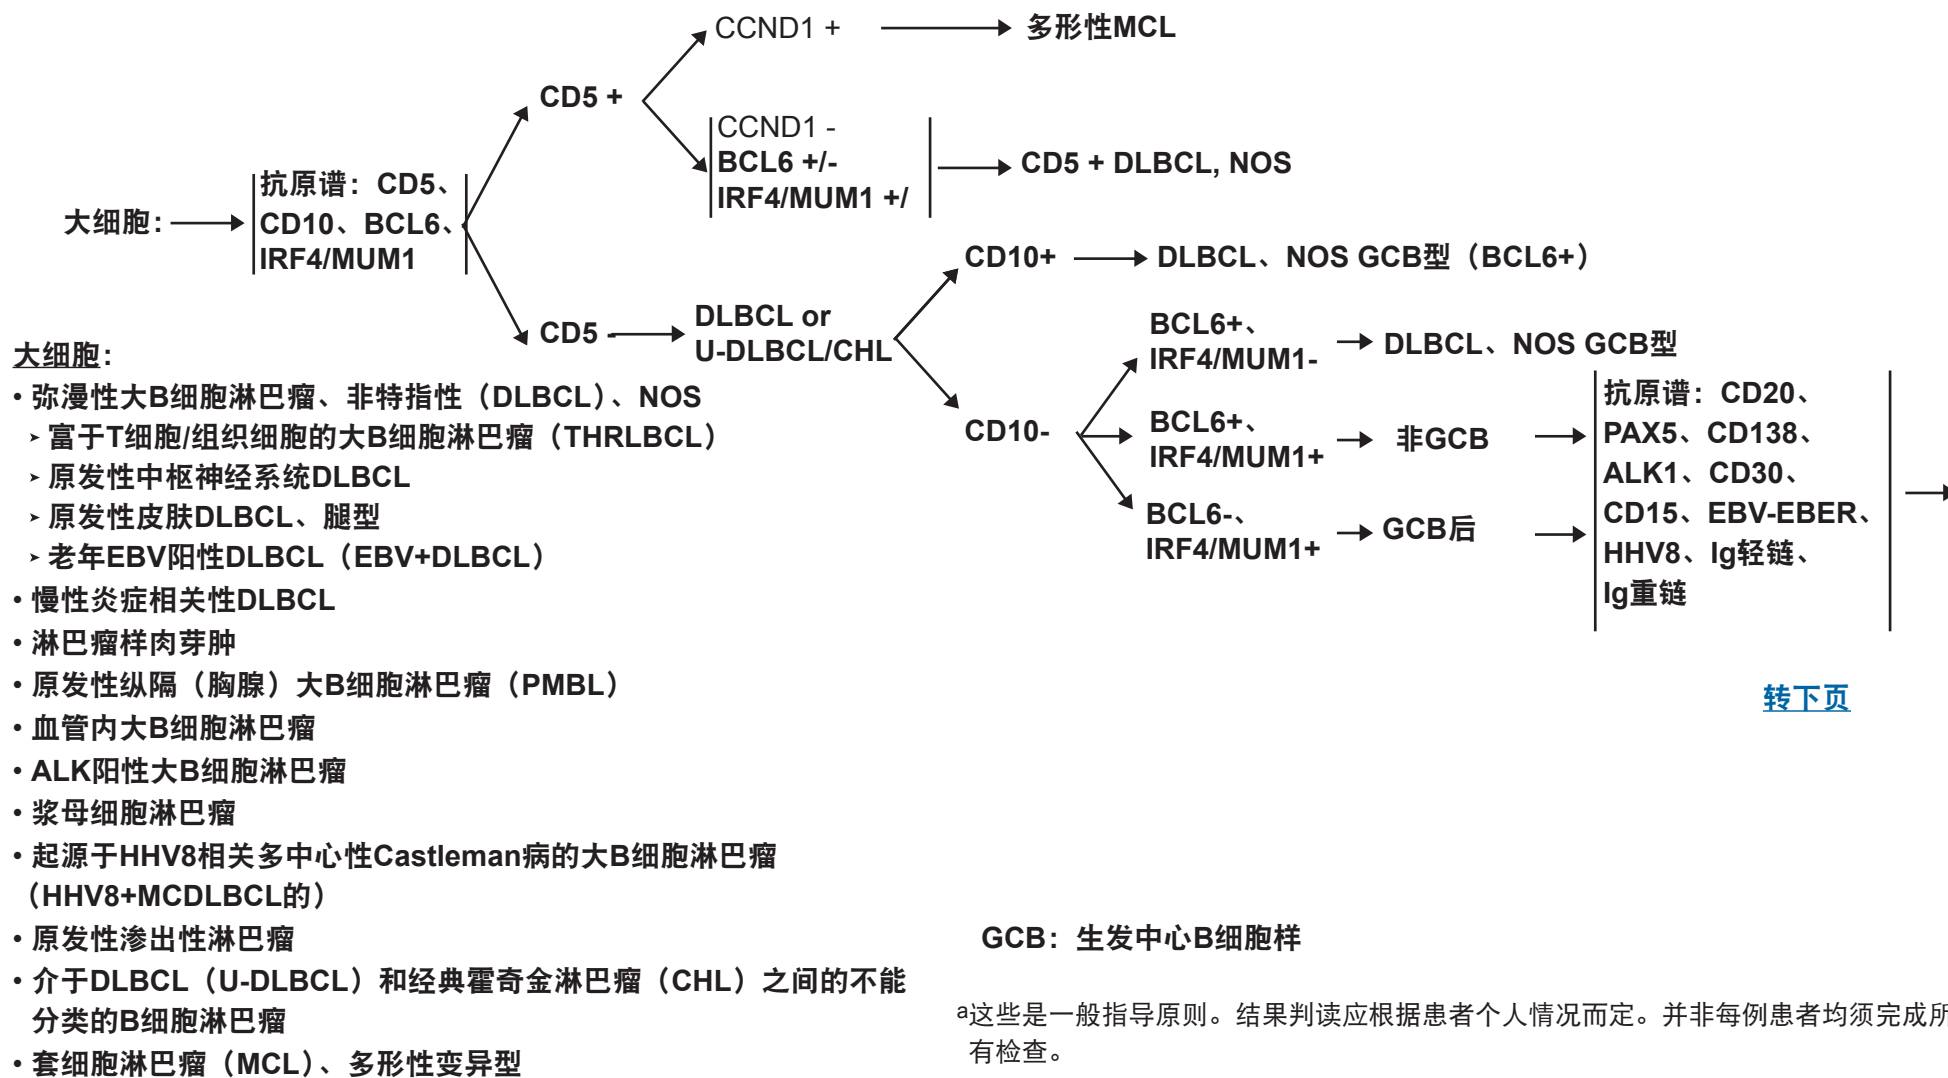 CCND1 +
多形性MCL
CD5 +
CCND1 -
BCL6 +/-
IRF4/MUM1 +/
CD5 + DLBCL, NOS
大细胞:
抗原谱：CD5、
CD10、BCL6、
IRF4/MUM1
CD5 -
DLBCL or
U-DLBCL/CHL
CD10+
DLBCL、NOS GCB型（BCL6+）
CD10-
BCL6+、
IRF4/MUM1-
DLBCL、NOS GCB型
BCL6+、
IRF4/MUM1+
非GCB
BCL6-、
IRF4/MUM1+
GCB后
抗原谱：CD20、
PAX5、CD138、
ALK1、CD30、
CD15、EBV-EBER、
HHV8、Ig轻链、
Ig重链
转下页
大细胞:
• 弥漫性大B细胞淋巴瘤、非特指性（DLBCL）、NOS
➢ 富于T细胞/组织细胞的大B细胞淋巴瘤（THRLBCL）
➢ 原发性中枢神经系统DLBCL
➢ 原发性皮肤DLBCL、腿型
➢ 老年EBV阳性DLBCL（EBV+DLBCL）
• 慢性炎症相关性DLBCL
• 淋巴瘤样肉芽肿
• 原发性纵隔（胸腺）大B细胞淋巴瘤（PMBL）
• 血管内大B细胞淋巴瘤
• ALK阳性大B细胞淋巴瘤
• 浆母细胞淋巴瘤
• 起源于HHV8相关多中心性Castleman病的大B细胞淋巴瘤
（HHV8+MCDLBCL的）
• 原发性渗出性淋巴瘤
• 介于DLBCL（U-DLBCL）和经典霍奇金淋巴瘤（CHL）之间的不能
分类的B细胞淋巴瘤
• 套细胞淋巴瘤（MCL）、多形性变异型
GCB：生发中心B细胞样
a这些是一般指导原则。结果判读应根据患者个人情况而定。并非每例患者均须完成所
有检查。